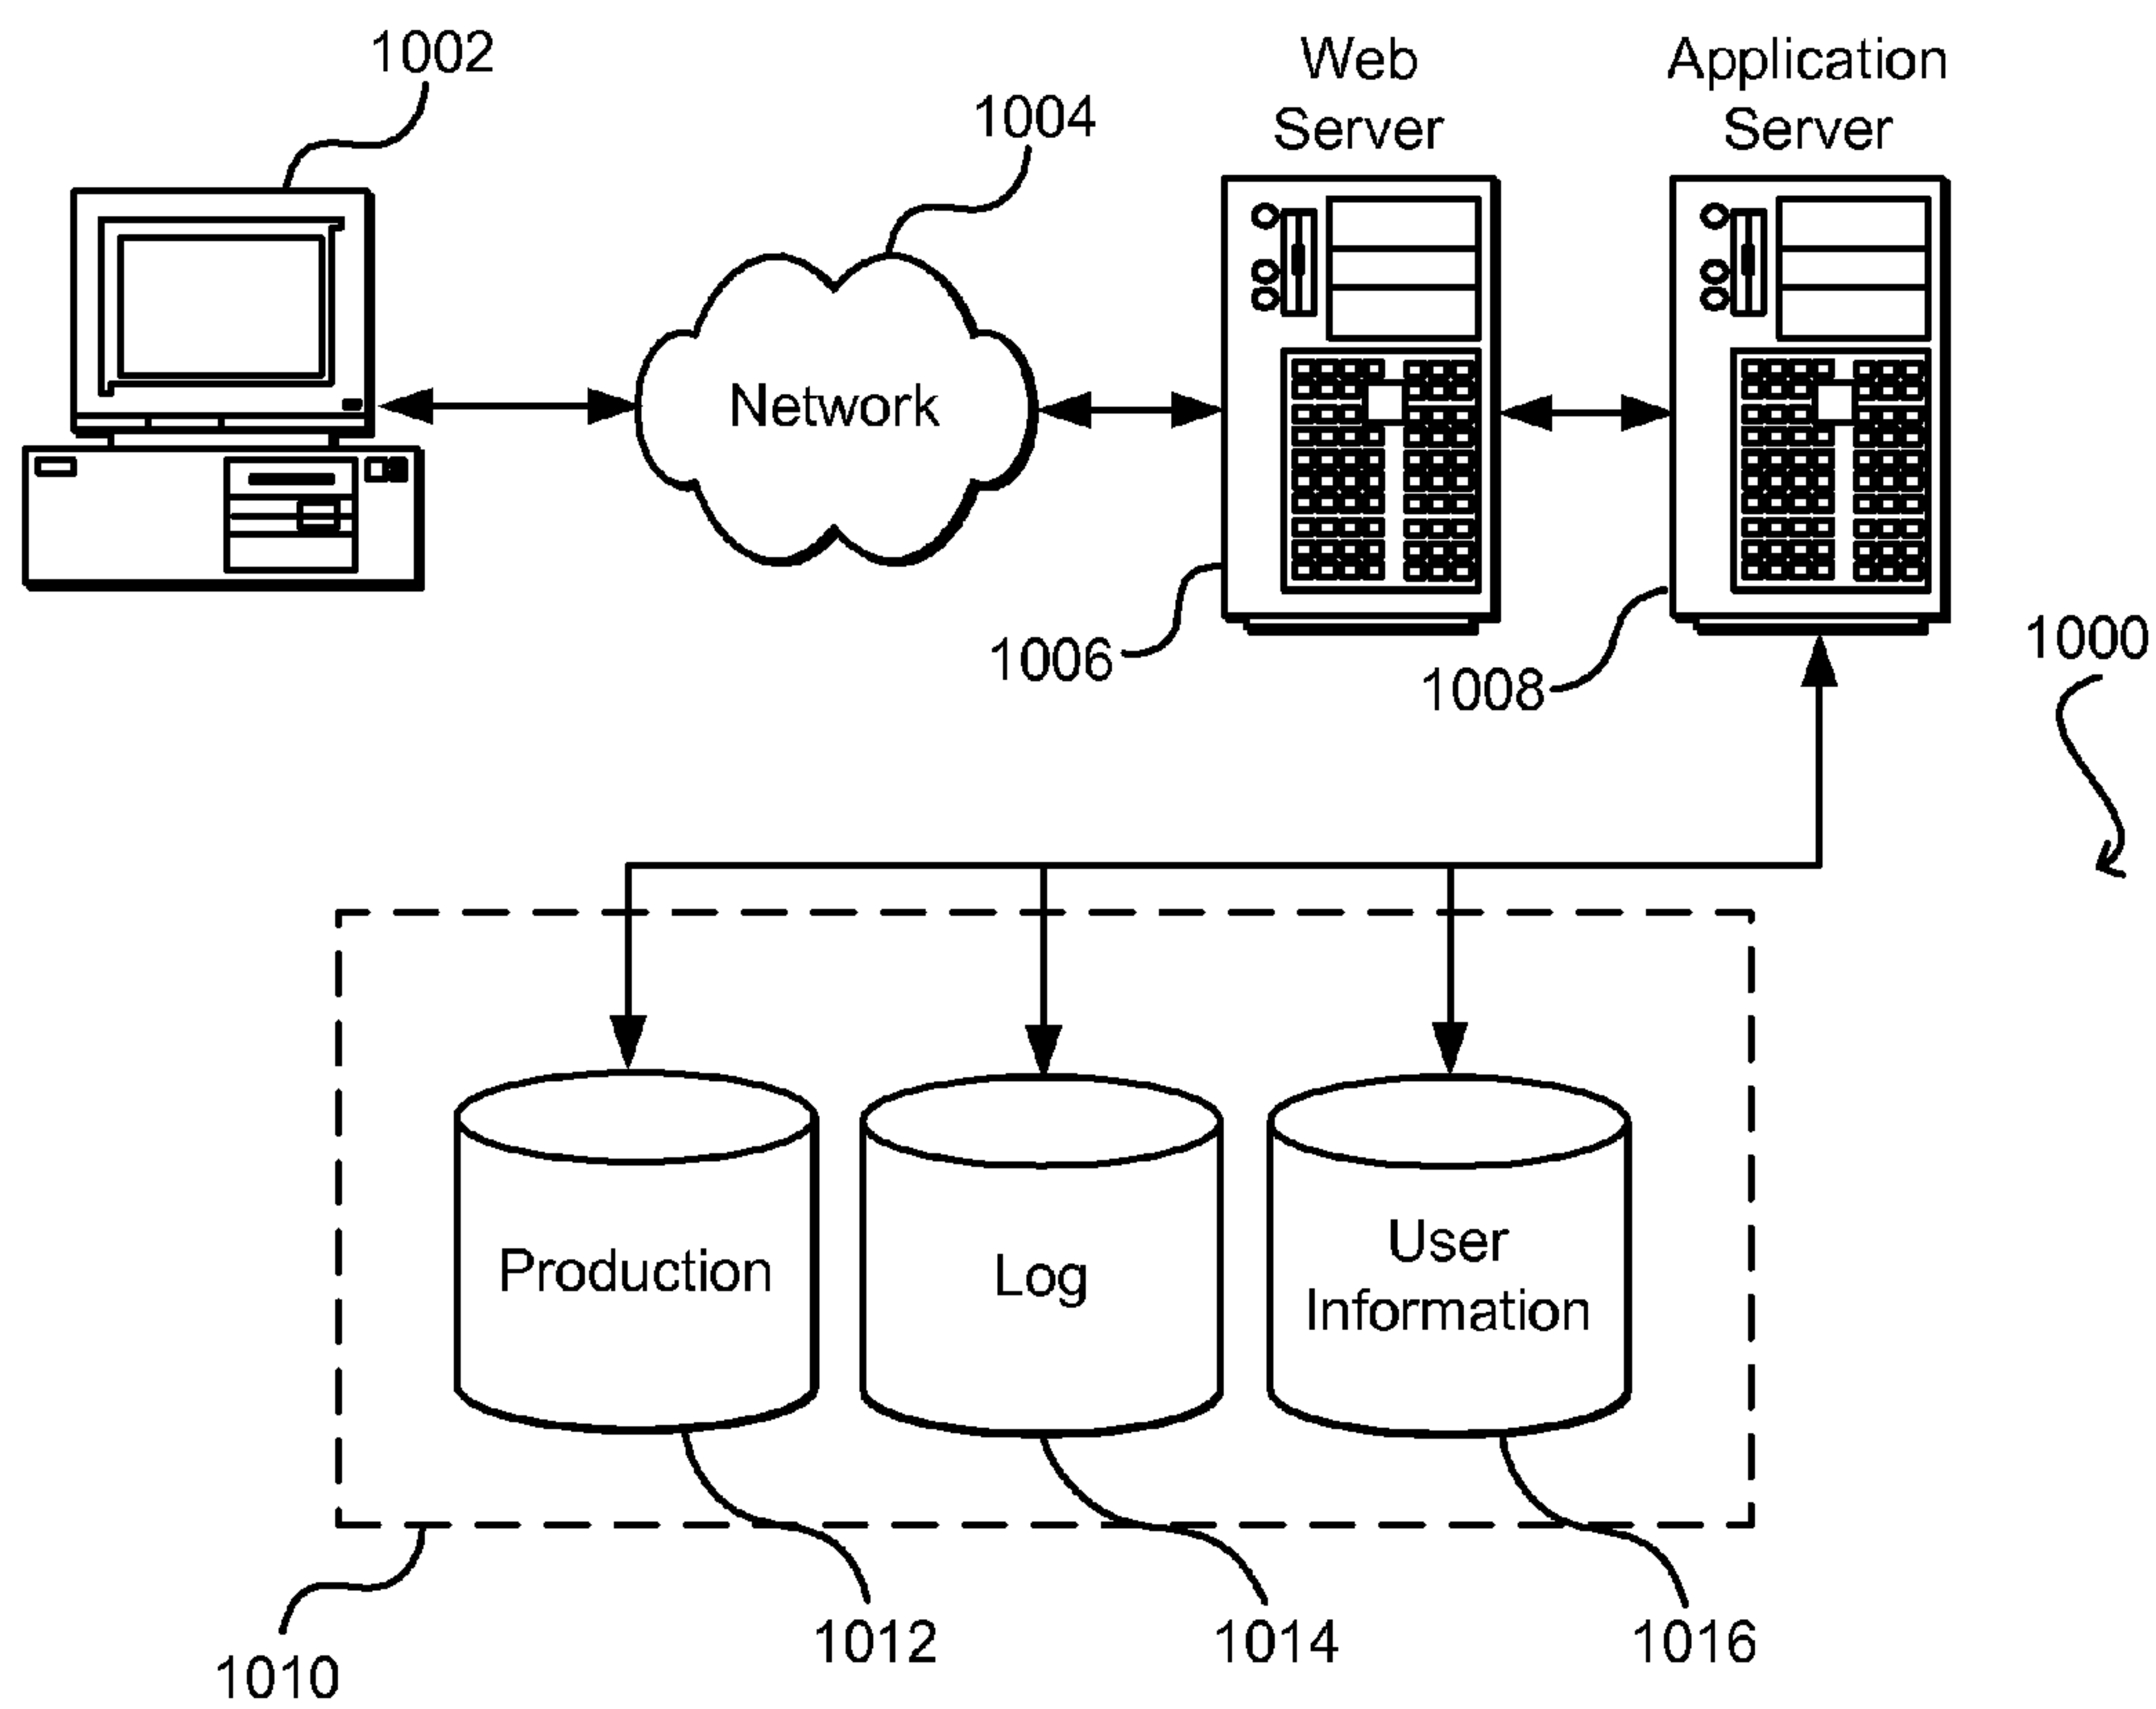 1002
1004
Web
Server
Application
Server
Network
1006
1008
1000
Production
Log
User
Information
1010
1012
1014
1016